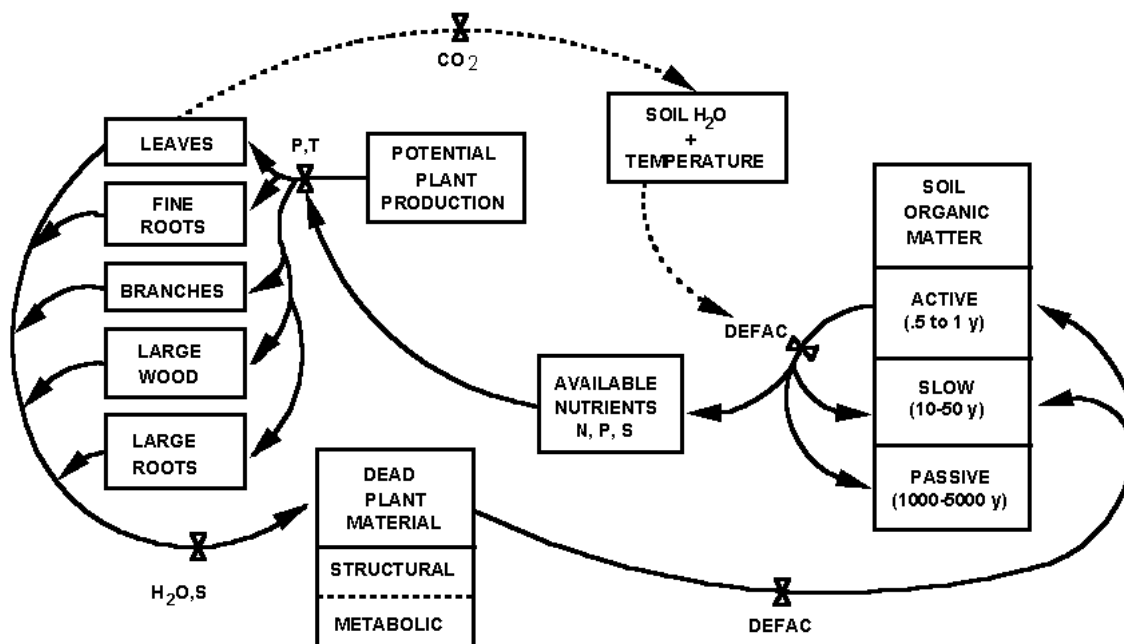 CO2
LEAVES
P,T
POTENTIAL
PLANT
PRODUCTION
SOIL H2O
+
TEMPERATURE
SOIL
ORGANIC
MATTER
FINE
ROOTS
BRANCHES
ACTIVE
(.5 to 1 y)
DEFAC
LARGE
WOOD
AVAILABLE
NUTRIENTS
N, P, S
SLOW
(10-50 y)
LARGE
ROOTS
DEAD
PLANT
MATERIAL
PASSIVE
(1000-5000 y)
STRUCTURAL
METABOLIC
H2O,S
DEFAC